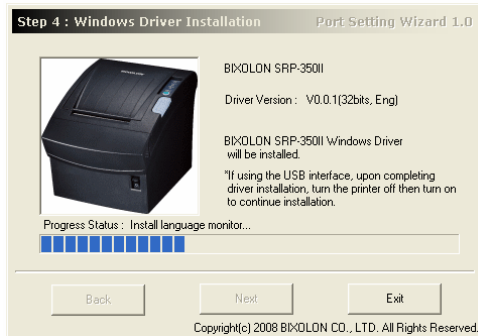 Step 4 : Windows Driver Installation
Port Setting Wizard 1.0
BIXOLON SRP-350II
Driver Version : V0.0.1(32bits, Eng)
BIXOLON SRP-350II Windows Driver
will be installed.
*If using the USB interface, upon completing
driver installation, turn the printer off then turn on
to continue installation.
BIXOLON
Progress Status : Install language monitor...
Back
Next
Exit
Copyright(c) 2008 BIXOLON CO., LTD. All Rights Reserved.